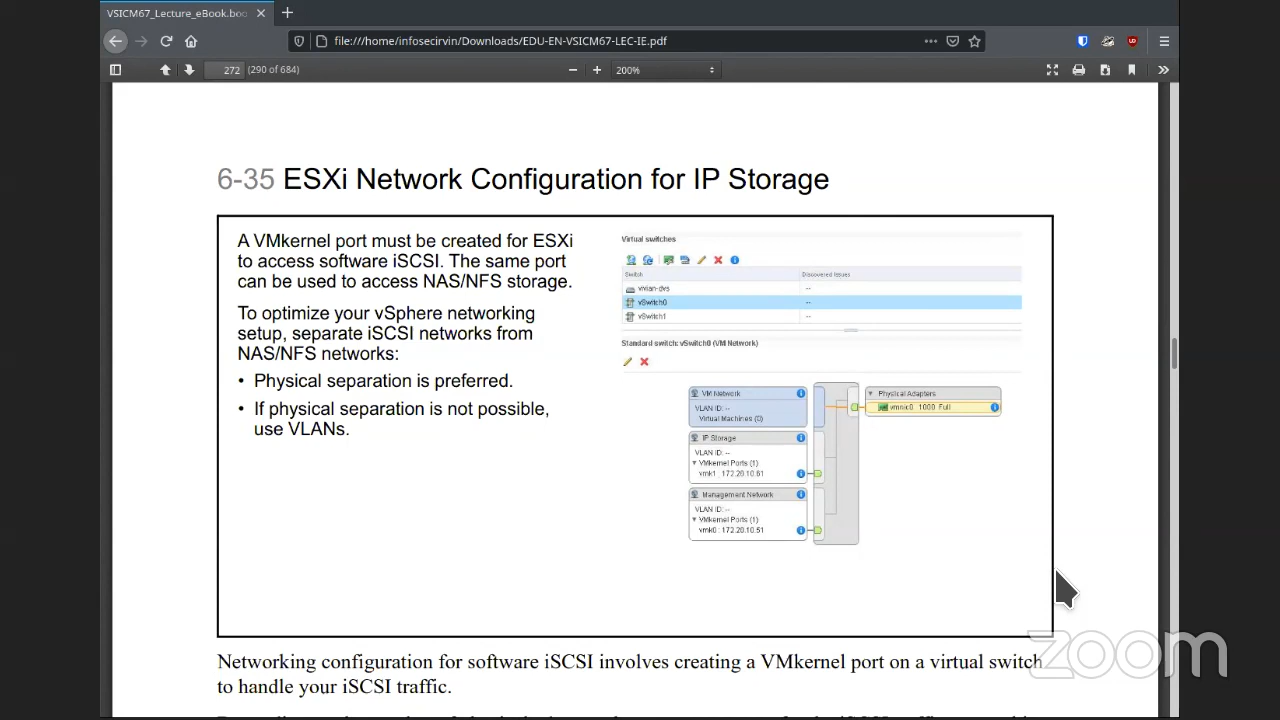 VSICM67_Lecture_eBook.boo
file:///home/infosecirvin/Downloads/EDU-EN-VSICM67-LEC-IE.pdf
272 (290 of 684)
200%
6-35 ESXi Network Configuration for IP Storage
A VMkernel port must be created for ESXi
to access software iSCSI. The same port
can be used to access NAS/NFS storage.
To optimize your vSphere networking
setup, separate iSCSI networks from
NAS/NFS networks:
• Physical separation is preferred.
• If physical separation is not possible,
use VLANs.
Virtual switches
Switch Discovered Issues
vivian-dvs --
vSwitch0 --
vSwitch1 --
Standard switch: vSwitch0 (VM Network)
VM Network
VLAN ID: --
Virtual Machines (0)
Physical Adapters
vmnic0 1000 Full
IP Storage
VLAN ID: --
VMkernel Ports (1)
vmk1 : 172.20.10.61
Management Network
VLAN ID: --
VMkernel Ports (1)
vmk0 : 172.20.10.51
Networking configuration for software iSCSI involves creating a VMkernel port on a virtual switch
to handle your iSCSI traffic.
zoom